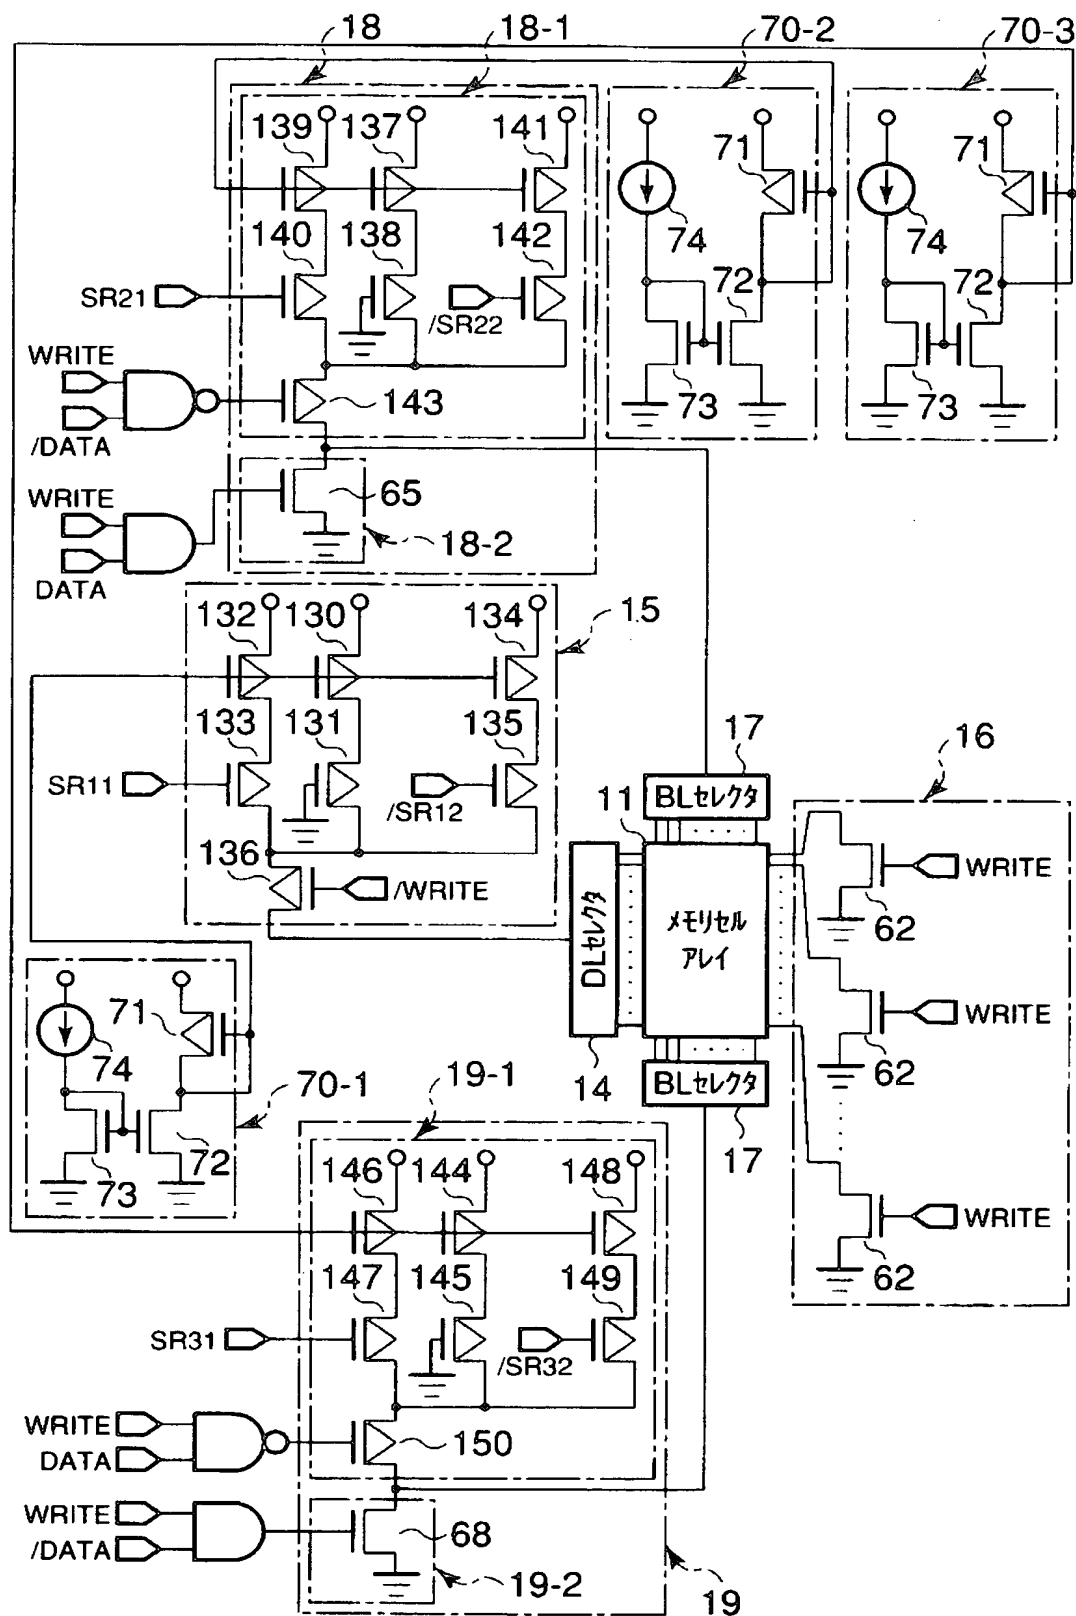 18
18-1
70-2
70-3
139
137
141
71
71
140
138
142
74
74
SR21
/SR22
72
72
WRITE
/DATA
143
73
73
WRITE
DATA
65
18-2
132
130
134
15
133
131
135
SR11
/SR12
17
16
11
BLセレクタ
136
/WRITE
DLセレクタ
メモリセル
アレイ
WRITE
62
WRITE
62
WRITE
62
71
74
70-1
72
73
14
BLセレクタ
17
19-1
146
144
148
147
145
149
SR31
/SR32
WRITE
DATA
150
WRITE
/DATA
68
19-2
19